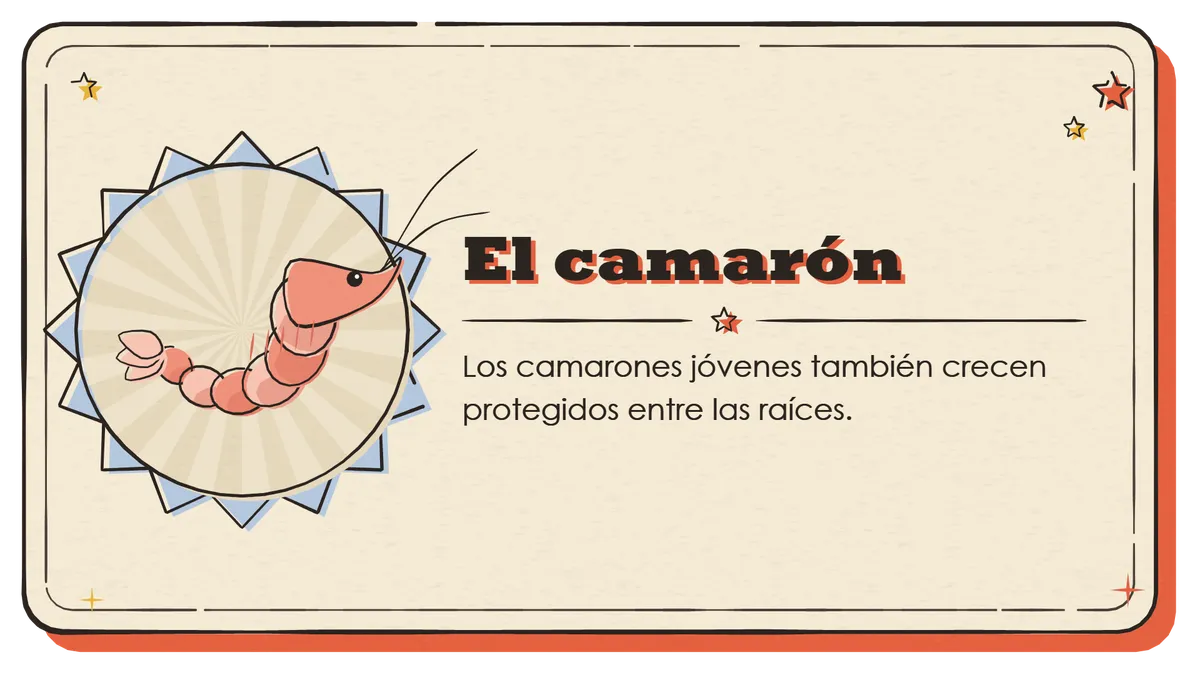 El camarón
Los camarones jóvenes también crecen
protegidos entre las raíces.